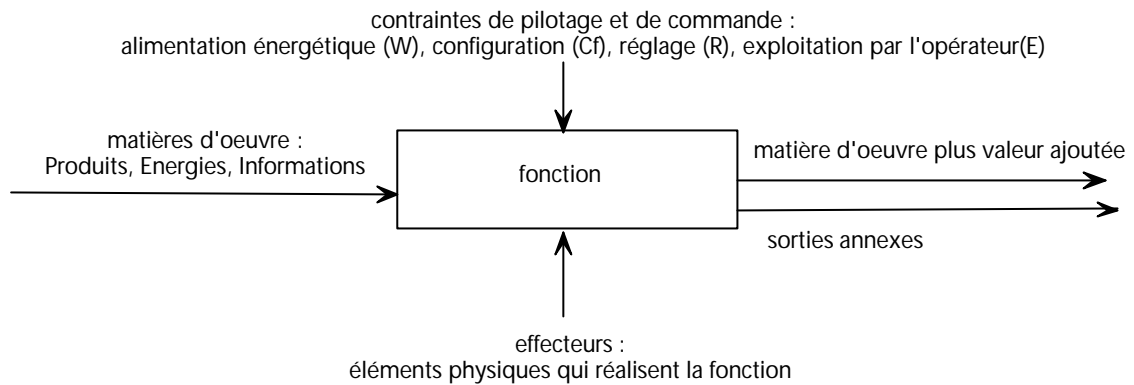 contraintes de pilotage et de commande :
alimentation énergétique (W), configuration (Cf), réglage (R), exploitation par l'opérateur(E)
matières d'oeuvre :
Produits, Energies, Informations
fonction
matière d'oeuvre plus valeur ajoutée
sorties annexes
effecteurs :
éléments physiques qui réalisent la fonction